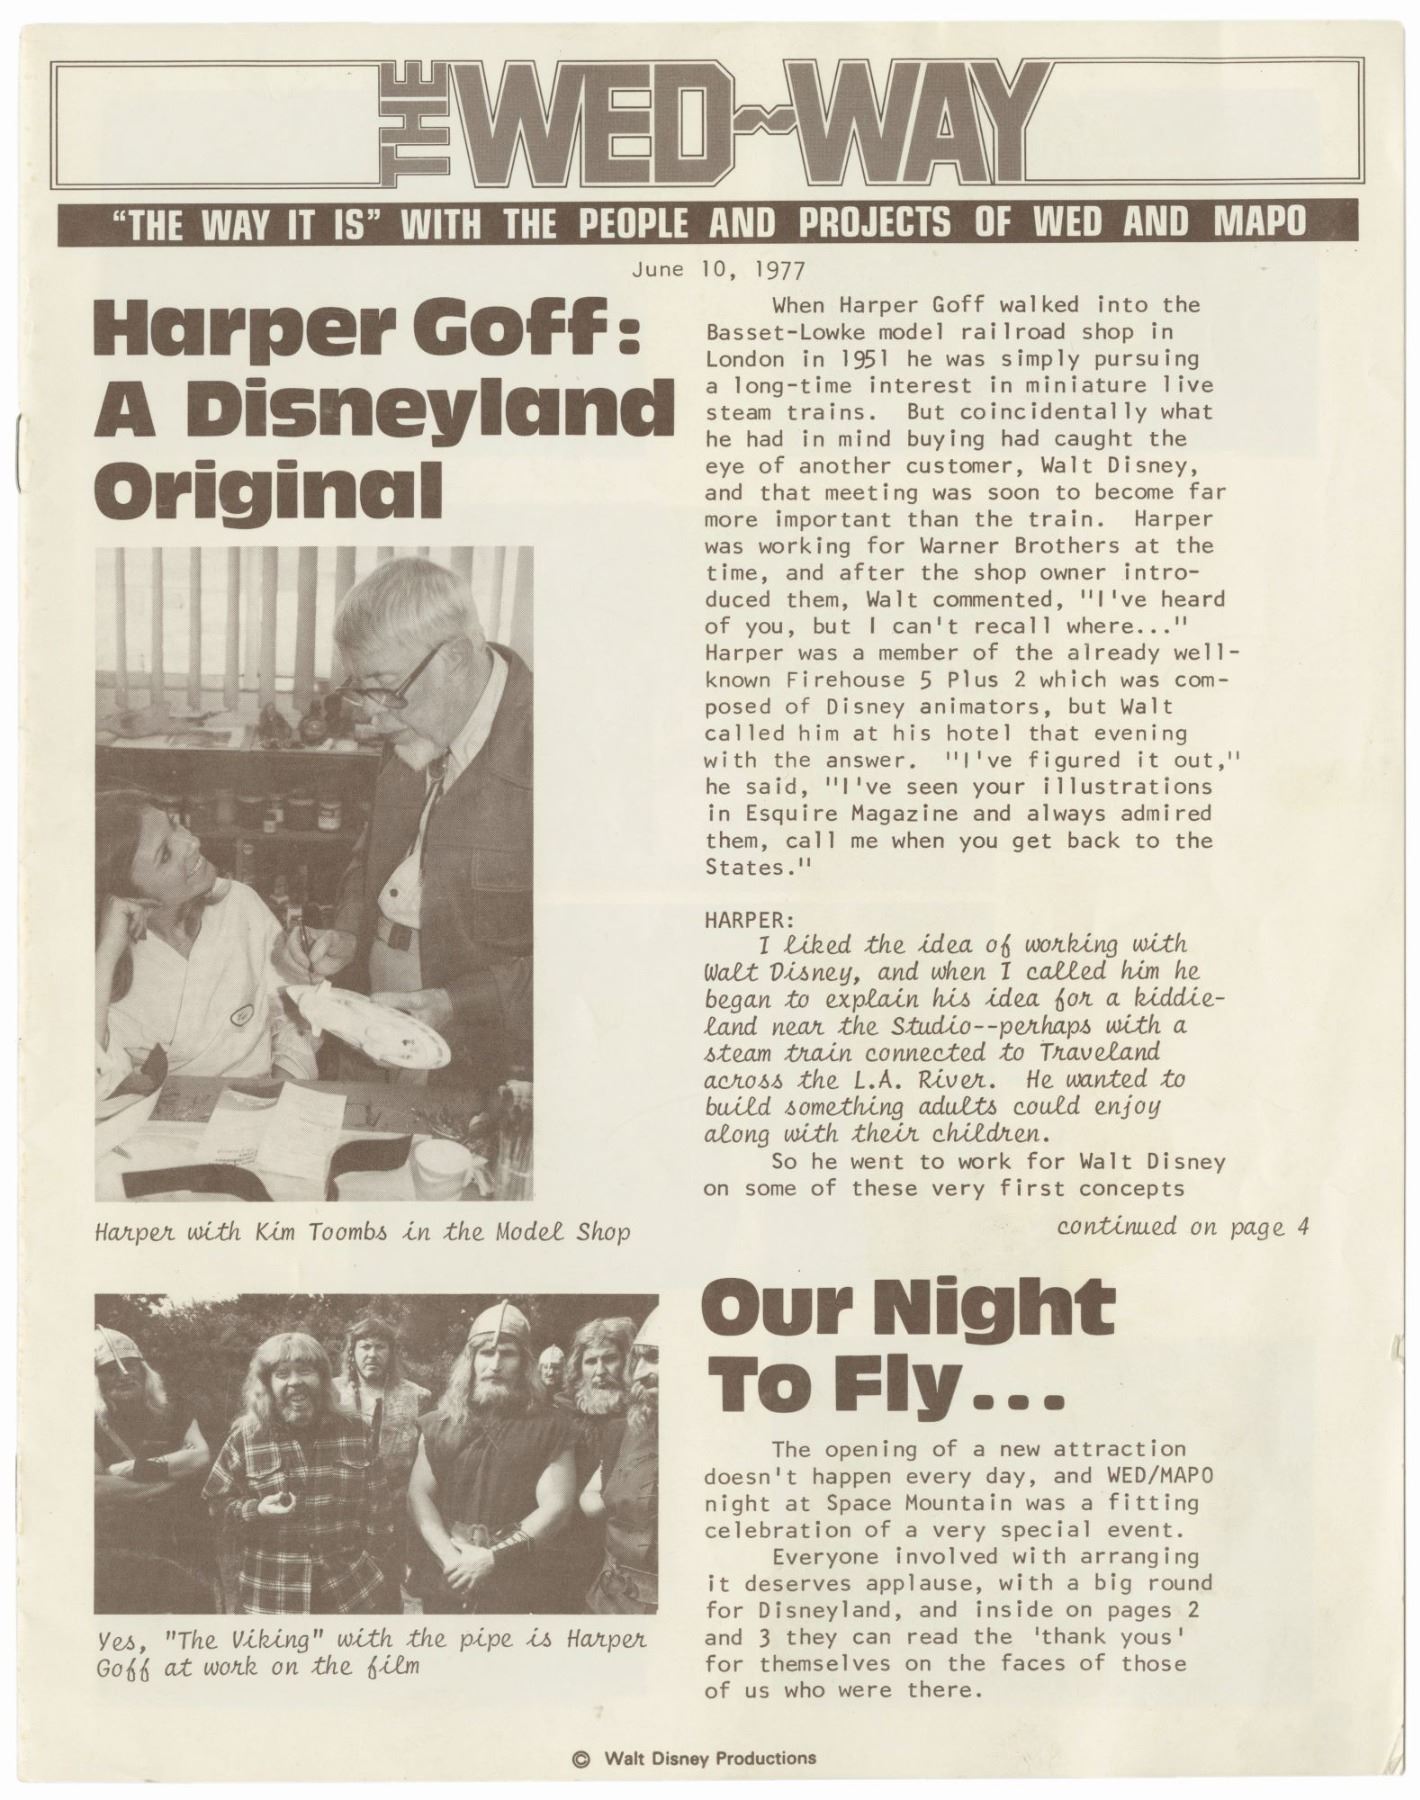 THE WED~WAY
"THE WAY IT IS" WITH THE PEOPLE AND PROJECTS OF WED AND MAPO
June 10, 1977
Harper Goff:
A Disneyland
Original
Harper with Kim Toombs in the Model Shop
Yes, "The Viking" with the pipe is Harper
Goff at work on the film
When Harper Goff walked into the
Basset-Lowke model railroad shop in
London in 1951 he was simply pursuing
a long-time interest in miniature live
steam trains. But coincidentally what
he had in mind buying had caught the
eye of another customer, Walt Disney,
and that meeting was soon to become far
more important than the train. Harper
was working for Warner Brothers at the
time, and after the shop owner intro-
duced them, Walt commented, "I've heard
of you, but I can't recall where..."
Harper was a member of the already well-
known Firehouse 5 Plus 2 which was com-
posed of Disney animators, but Walt
called him at his hotel that evening
with the answer. "I've figured it out,"
he said, "I've seen your illustrations
in Esquire Magazine and always admired
them, call me when you get back to the
States."
HARPER:
I liked the idea of working with
Walt Disney, and when I called him he
began to explain his idea for a kiddie-
land near the Studio--perhaps with a
steam train connected to Traveland
across the L.A. River. He wanted to
build something adults could enjoy
along with their children.
So he went to work for Walt Disney
on some of these very first concepts
continued on page 4
Our Night
To Fly...
The opening of a new attraction
doesn't happen every day, and WED/MAPO
night at Space Mountain was a fitting
celebration of a very special event.
Everyone involved with arranging
it deserves applause, with a big round
for Disneyland, and inside on pages 2
and 3 they can read the 'thank yous'
for themselves on the faces of those
of us who were there.
© Walt Disney Productions